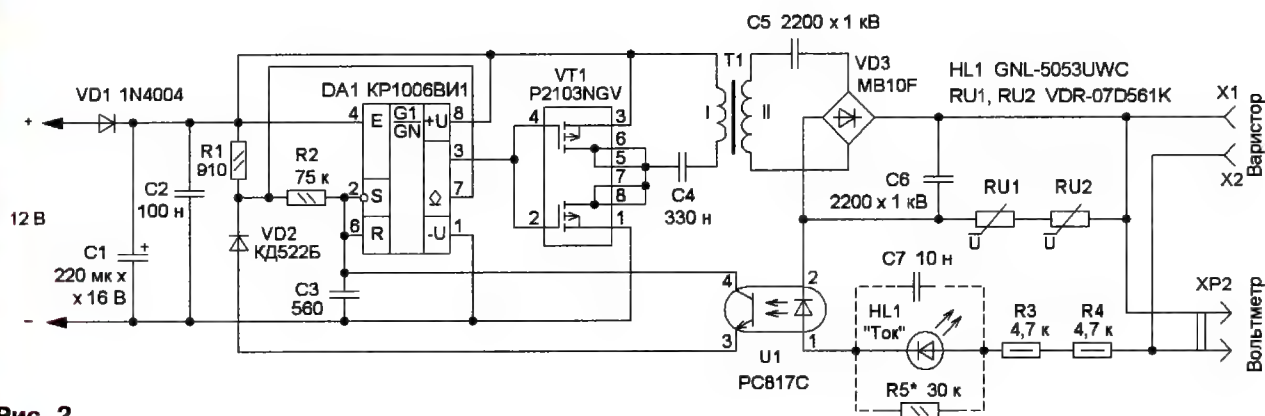 C5 2200 x 1 кВ
T1
VD3
MB10F
HL1 GNL-5053UWC
RU1, RU2 VDR-07D561K
X1
X2
Варистор
VD1 1N4004
DA1 КР1006ВИ1
VT1
P2103NGV
+
R1
910
R2
75 к
4 E G1 +U 8
GN
3
7
2 S
6 R -U 1
4 3
6
5
7
8
2 1
I
II
C4
330 н
C6
2200 x 1 кВ
RU1
RU2
U
U
C2
100 н
12 В
C1
220 мк x
x 16 В
+
VD2
КД522Б
C3
560
4
3
2
1
U1
PC817C
C7 10 н
HL1
"Ток"
R5* 30 к
R3
4,7 к
R4
4,7 к
XP2
Вольтметр
–
Рис. 2